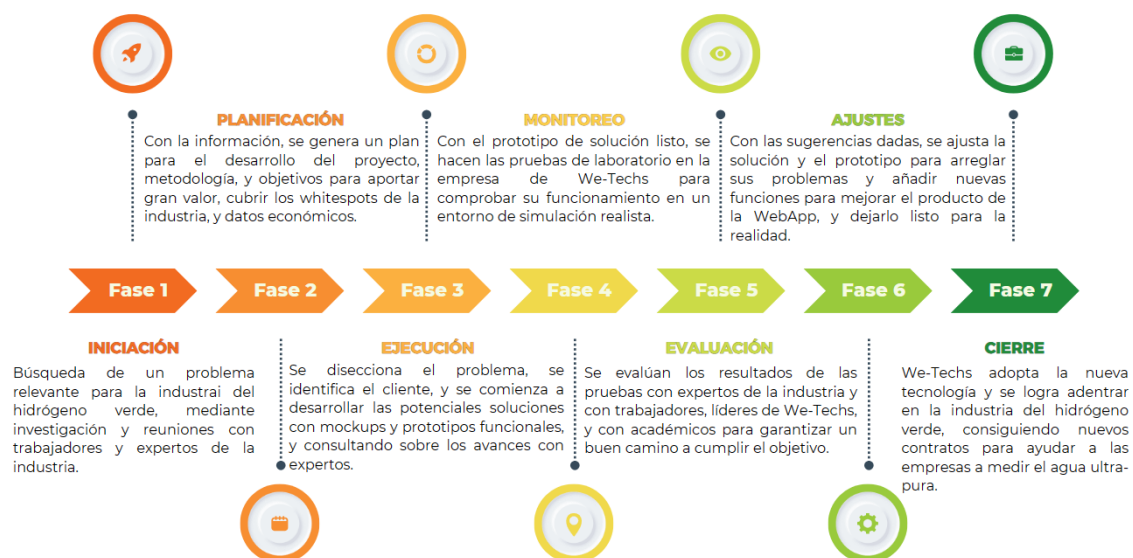 PLANIFICACIÓN
Con la información, se genera un plan
para el desarrollo del proyecto,
metodología, y objetivos para aportar
gran valor, cubrir los whitespots de la
industria, y datos económicos.
MONITOREO
Con el prototipo de solución listo, se
hacen las pruebas de laboratorio en la
empresa de We-Techs para
comprobar su funcionamiento en un
entorno de simulación realista.
AJUSTES
Con las sugerencias dadas, se ajusta la
solución y el prototipo para arreglar
sus problemas y añadir nuevas
funciones para mejorar el producto de
la WebApp, y dejarlo listo para la
realidad.
Fase 1
Fase 2
Fase 3
Fase 4
Fase 5
Fase 6
Fase 7
INICIACIÓN
Búsqueda de un problema
relevante para la industrai del
hidrógeno verde, mediante
investigación y reuniones con
trabajadores y expertos de la
industria.
EJECUCIÓN
Se disecciona el problema, se
identifica el cliente, y se comienza a
desarrollar las potenciales soluciones
con mockups y prototipos funcionales,
y consultando sobre los avances con
expertos.
EVALUACIÓN
Se evalúan los resultados de las
pruebas con expertos de la industria y
con trabajadores, líderes de We-Techs,
y con académicos para garantizar un
buen camino a cumplir el objetivo.
CIERRE
We-Techs adopta la nueva
tecnología y se logra adentrar
en la industria del hidrógeno
verde, consiguiendo nuevos
contratos para ayudar a las
empresas a medir el agua ultra-
pura.